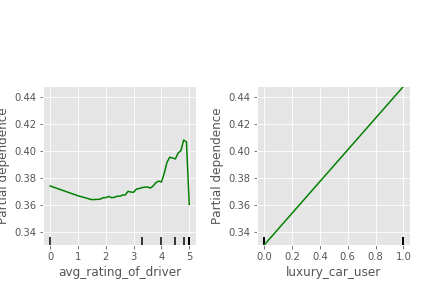 0.44
0.42
0.40
0.38
0.36
0.34
Partial dependence
0 1 2 3 4 5
avg_rating_of_driver
0.44
0.42
0.40
0.38
0.36
0.34
Partial dependence
0.0 0.2 0.4 0.6 0.8 1.0
luxury_car_user